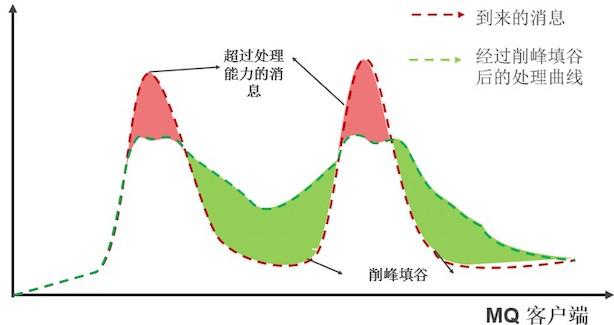 到来的消息
经过削峰填谷
后的处理曲线
超过处理
能力的消
息
削峰填谷
MQ 客户端